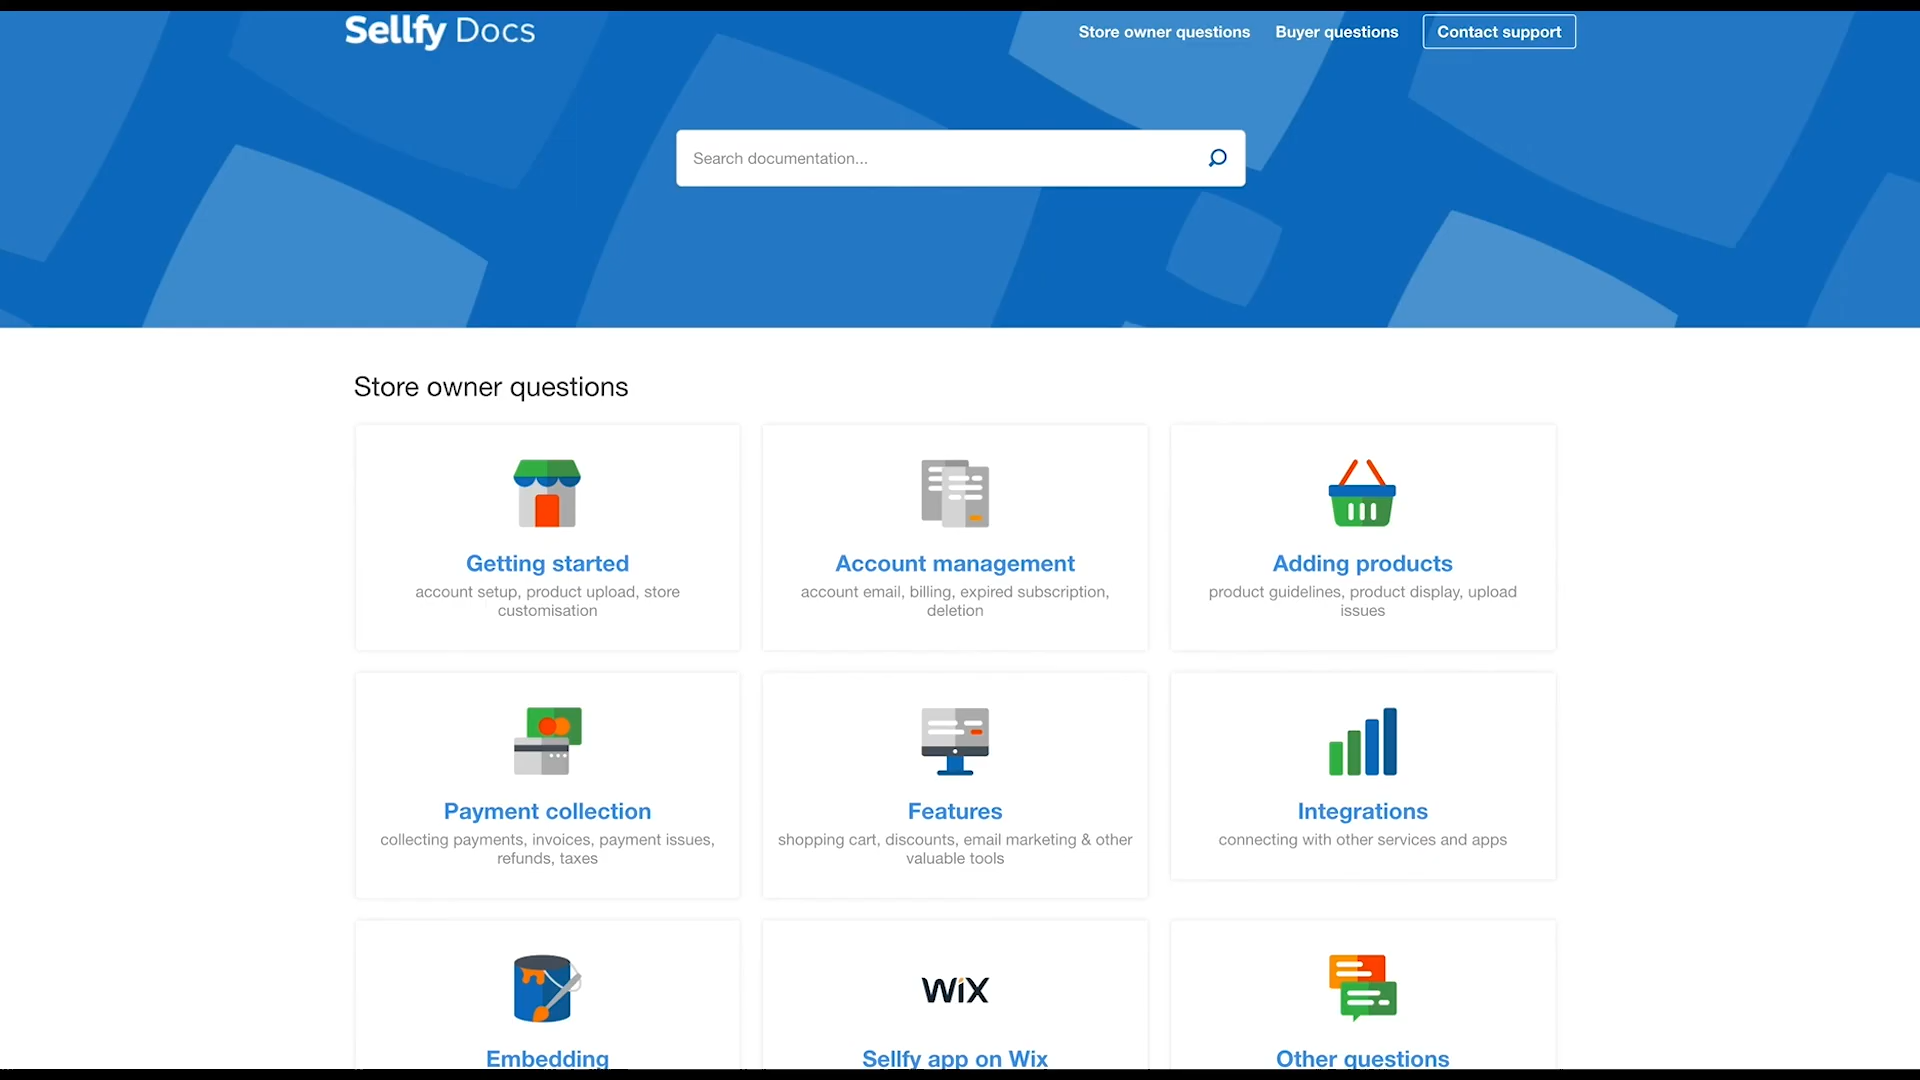 Sellfy Docs
Store owner questions
Buyer questions
Contact support
Search documentation...
Store owner questions
Getting started
account setup, product upload, store
customisation
Account management
account email, billing, expired subscription,
deletion
Adding products
product guidelines, product display, upload
issues
Payment collection
collecting payments, invoices, payment issues,
refunds, taxes
Features
shopping cart, discounts, email marketing & other
valuable tools
Integrations
connecting with other services and apps
Embedding
WiX
Sellfy app on Wix
Other questions